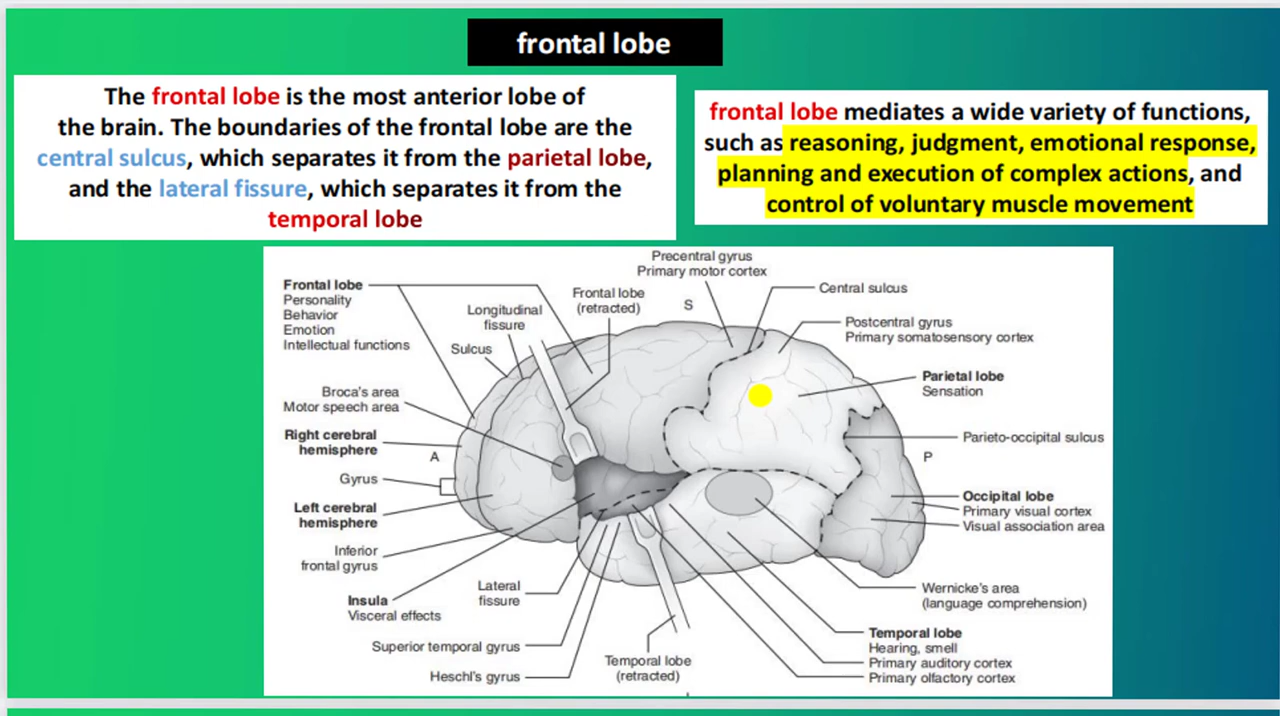 frontal lobe
The frontal lobe is the most anterior lobe of
the brain. The boundaries of the frontal lobe are the
central sulcus, which separates it from the parietal lobe,
and the lateral fissure, which separates it from the
temporal lobe
frontal lobe mediates a wide variety of functions,
such as reasoning, judgment, emotional response,
planning and execution of complex actions, and
control of voluntary muscle movement
Precentral gyrus
Primary motor cortex
Frontal lobe
Personality
Behavior
Emotion
Intellectual functions
Longitudinal
fissure
Frontal lobe
(retracted)
S
Central sulcus
Postcentral gyrus
Primary somatosensory cortex
Sulcus
Parietal lobe
Sensation
Broca's area
Motor speech area
Right cerebral
hemisphere
A
Parieto-occipital sulcus
P
Gyrus
Left cerebral
hemisphere
Occipital lobe
Primary visual cortex
Visual association area
Inferior
frontal gyrus
Insula
Visceral effects
Lateral
fissure
Wernicke's area
(language comprehension)
Superior temporal gyrus
Heschl's gyrus
Temporal lobe
(retracted)
Temporal lobe
Hearing, smell
Primary auditory cortex
Primary olfactory cortex